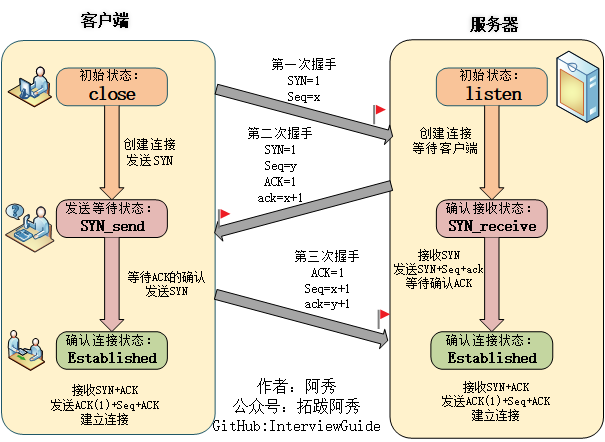 客户端
服务器
初始状态：
close
创建连接
发送SYN
发送等待状态：
SYN_send
等待ACK的确认
发送SYN
确认连接状态：
Established
接收SYN+ACK
发送ACK(1)+Seq+ACK
建立连接
第一次握手
SYN=1
Seq=x
第二次握手
SYN=1
Seq=y
ACK=1
ack=x+1
第三次握手
ACK=1
Seq=x+1
ack=y+1
初始状态：
listen
创建连接
等待客户端
确认接收状态：
SYN_receive
接收SYN
发送SYN+Seq+ack
等待确认ACK
确认连接状态：
Established
接收SYN+ACK
发送ACK(1)+Seq+ACK
建立连接
作者：阿秀
公众号：拓跋阿秀
GitHub:InterviewGuide